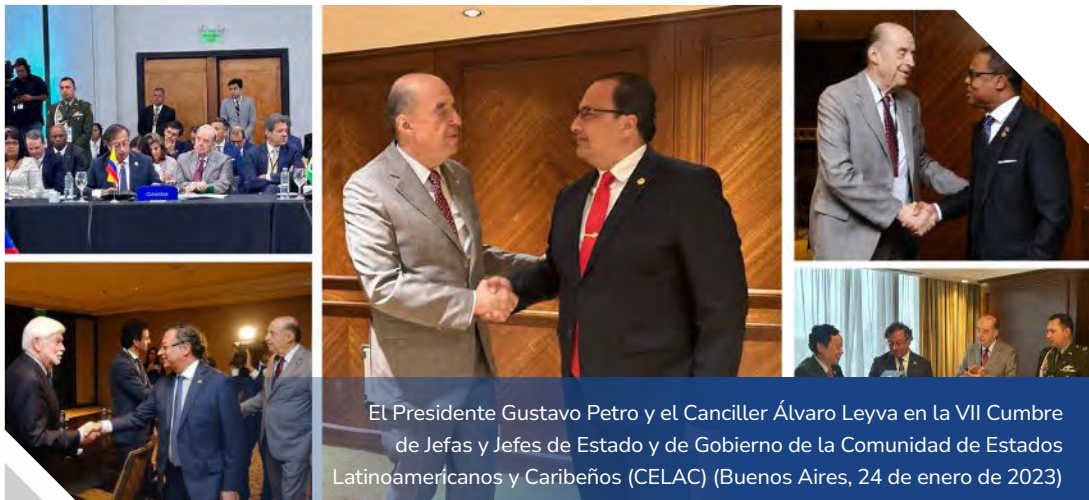 Colombia
El Presidente Gustavo Petro y el Canciller Álvaro Leyva en la VII Cumbre
de Jefas y Jefes de Estado y de Gobierno de la Comunidad de Estados
Latinoamericanos y Caribeños (CELAC) (Buenos Aires, 24 de enero de 2023)